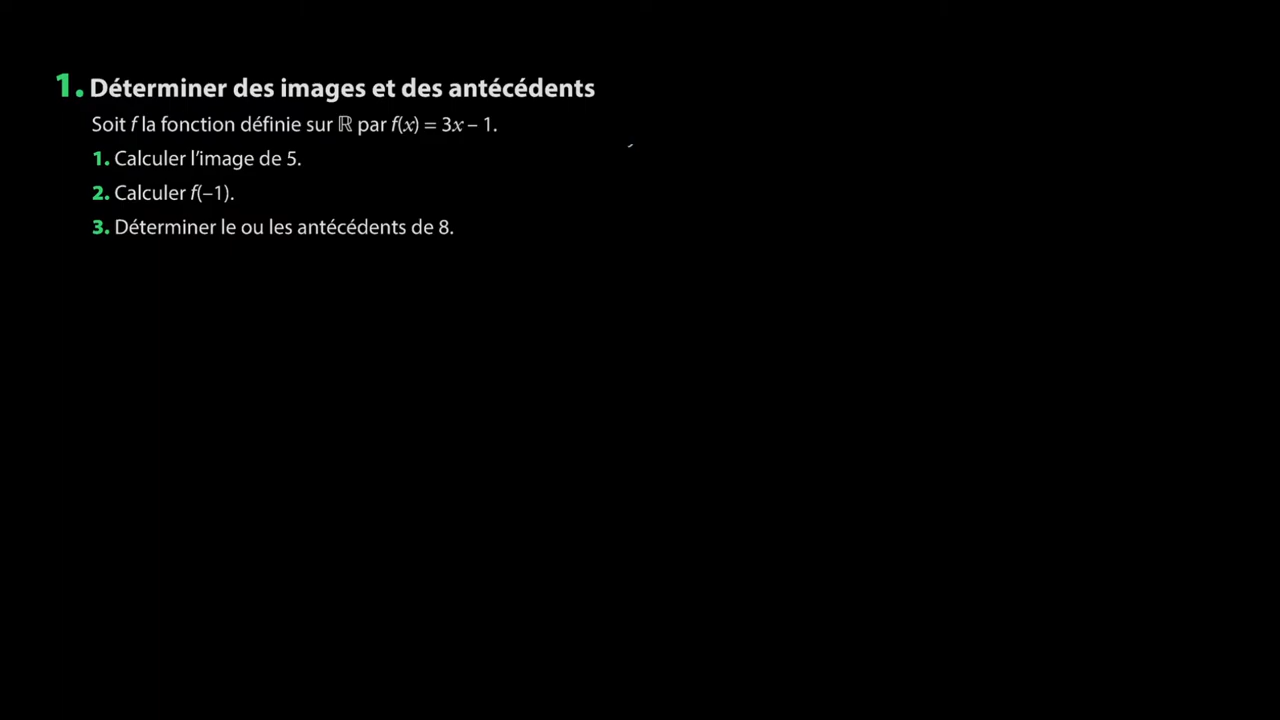 1. Déterminer des images et des antécédents
Soit f la fonction définie sur ℝ par f(x) = 3x – 1.
1. Calculer l’image de 5.
2. Calculer f(–1).
3. Déterminer le ou les antécédents de 8.